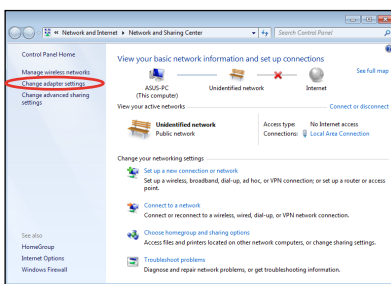 « Network and Internet ▸ Network and Sharing Center
Search Control Panel
Control Panel Home
Manage wireless networks
Change adapter settings
Change advanced sharing
settings
See also
HomeGroup
Internet Options
Windows Firewall
View your basic network information and set up connections
See full map
ASUS-PC
(This computer)
Unidentified network
Internet
View your active networks
Connect or disconnect
Unidentified network
Public network
Access type: No Internet access
Connections: Local Area Connection
Change your networking settings
Set up a new connection or network
Set up a wireless, broadband, dial-up, ad hoc, or VPN connection; or set up a router or access
point.
Connect to a network
Connect or reconnect to a wireless, wired, dial-up, or VPN network connection.
Choose homegroup and sharing options
Access files and printers located on other network computers, or change sharing settings.
Troubleshoot problems
Diagnose and repair network problems, or get troubleshooting information.